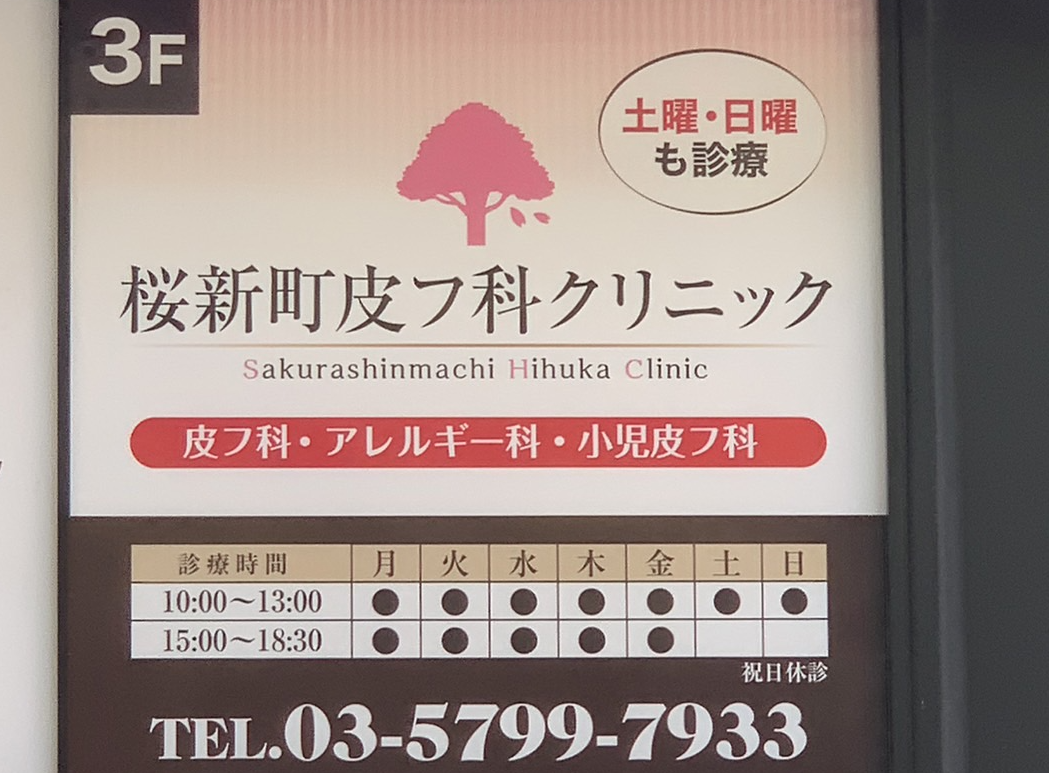 3F
土曜・日曜
も診療
桜新町皮フ科クリニック
Sakurashinmachi Hihuka Clinic
皮フ科・アレルギー科・小児皮フ科
診療時間 月 火 水 木 金 土 日
10:00〜13:00 ● ● ● ● ● ● ●
15:00〜18:30 ● ● ● ● ●
祝日休診
TEL.03-5799-7933